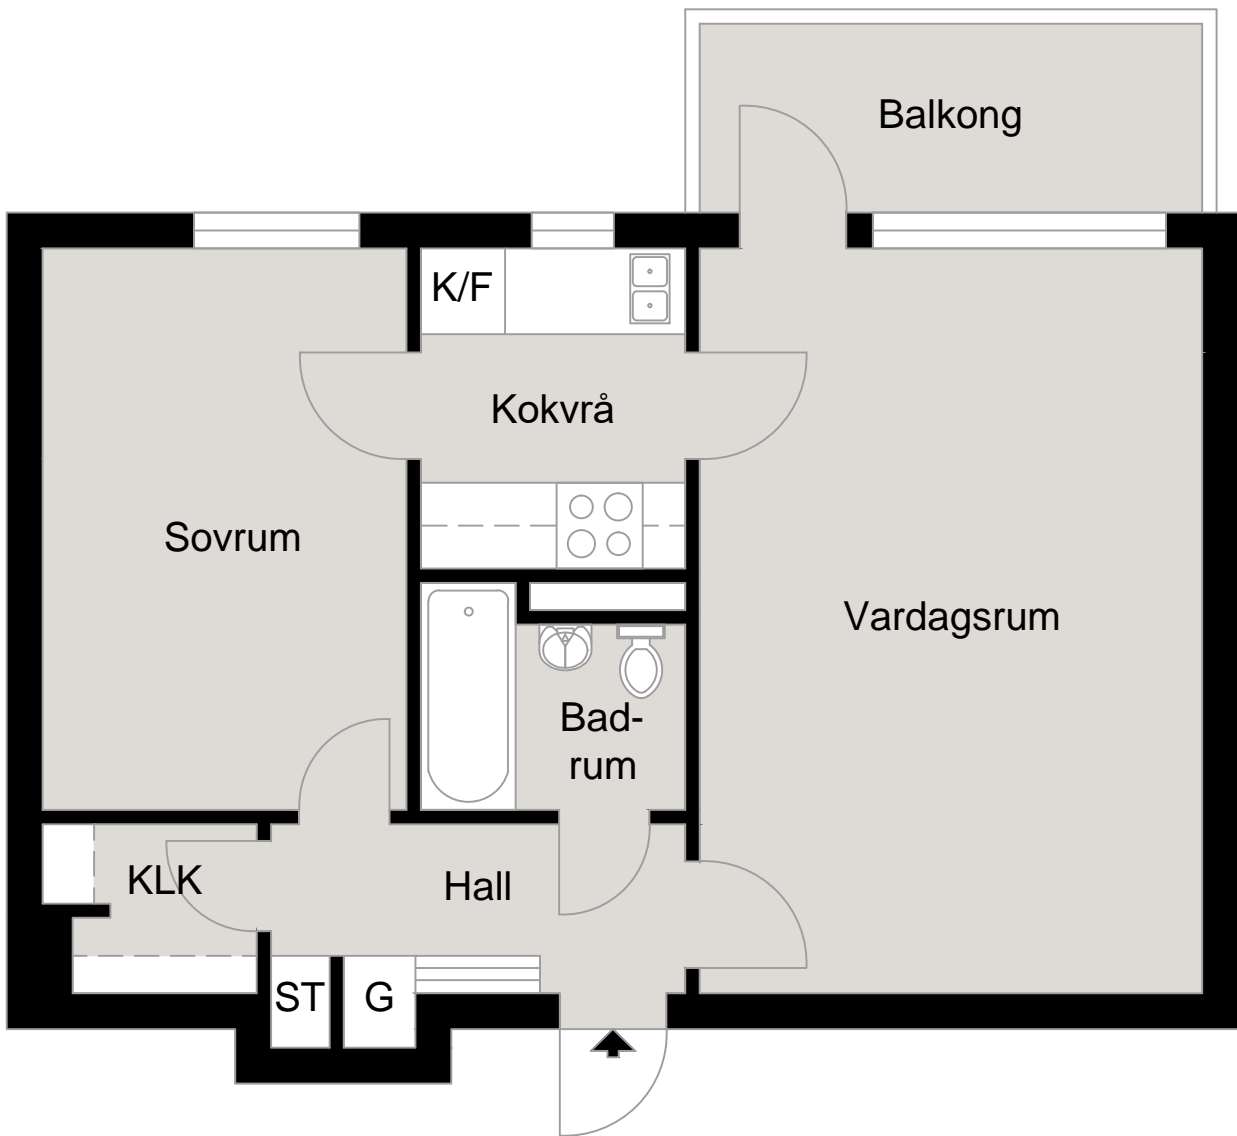 Balkong
K/F
Kokvrå
Sovrum
Vardagsrum
Bad-
rum
KLK
Hall
ST
G